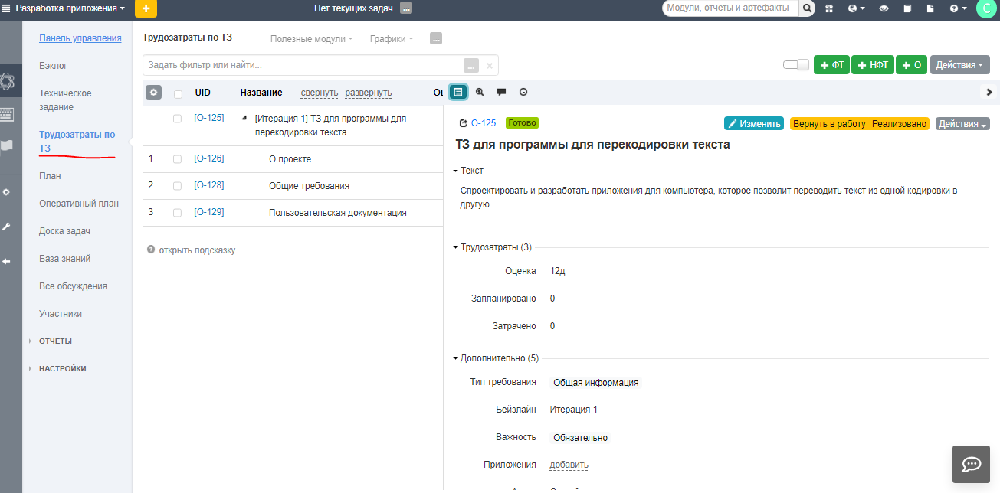 Разработка приложения
Нет текущих задач ...
Модули, отчеты и артефакты
С
Панель управления
Бэклог
Техническое
задание
Трудозатраты по
ТЗ
План
Оперативный план
Доска задач
База знаний
Все обсуждения
Участники
ОТЧЕТЫ
НАСТРОЙКИ
Трудозатраты по ТЗ
Полезные модули
Графики
...
Задать фильтр или найти...
...
×
+ ФТ
+ НФТ
+ О
Действия
UID
Название
свернуть
развернуть
[О-125]
[Итерация 1] ТЗ для программы для
перекодировки текста
1 [О-126] О проекте
2 [О-128] Общие требования
3 [О-129] Пользовательская документация
открыть подсказку
О-125 Готово
Изменить
Вернуть в работу Реализовано
Действия
ТЗ для программы для перекодировки текста
Текст
Спроектировать и разработать приложения для компьютера, которое позволит переводить текст из одной кодировки в
другую.
Трудозатраты (3)
Оценка 12д
Запланировано 0
Затрачено 0
Дополнительно (5)
Тип требования Общая информация
Бейзлайн Итерация 1
Важность Обязательно
Приложения добавить